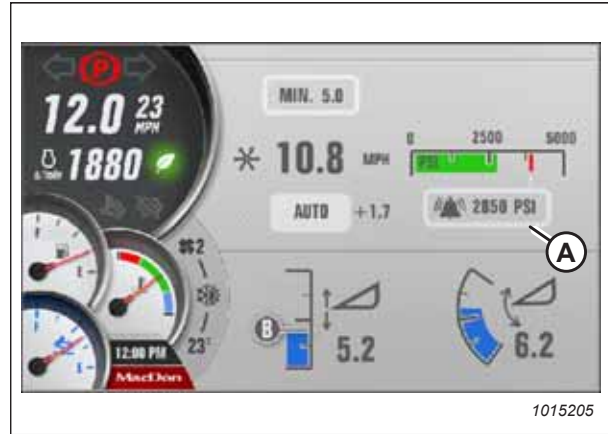 P
12.0 23 MPH
1880
MIN. 5.0
10.8 MPH
0 2500 5000
PSI
AUTO +1.7
2850 PSI
A
2
23°
B
5.2
6.2
F
E
F
E
12:00 PM
MacDon
1015205